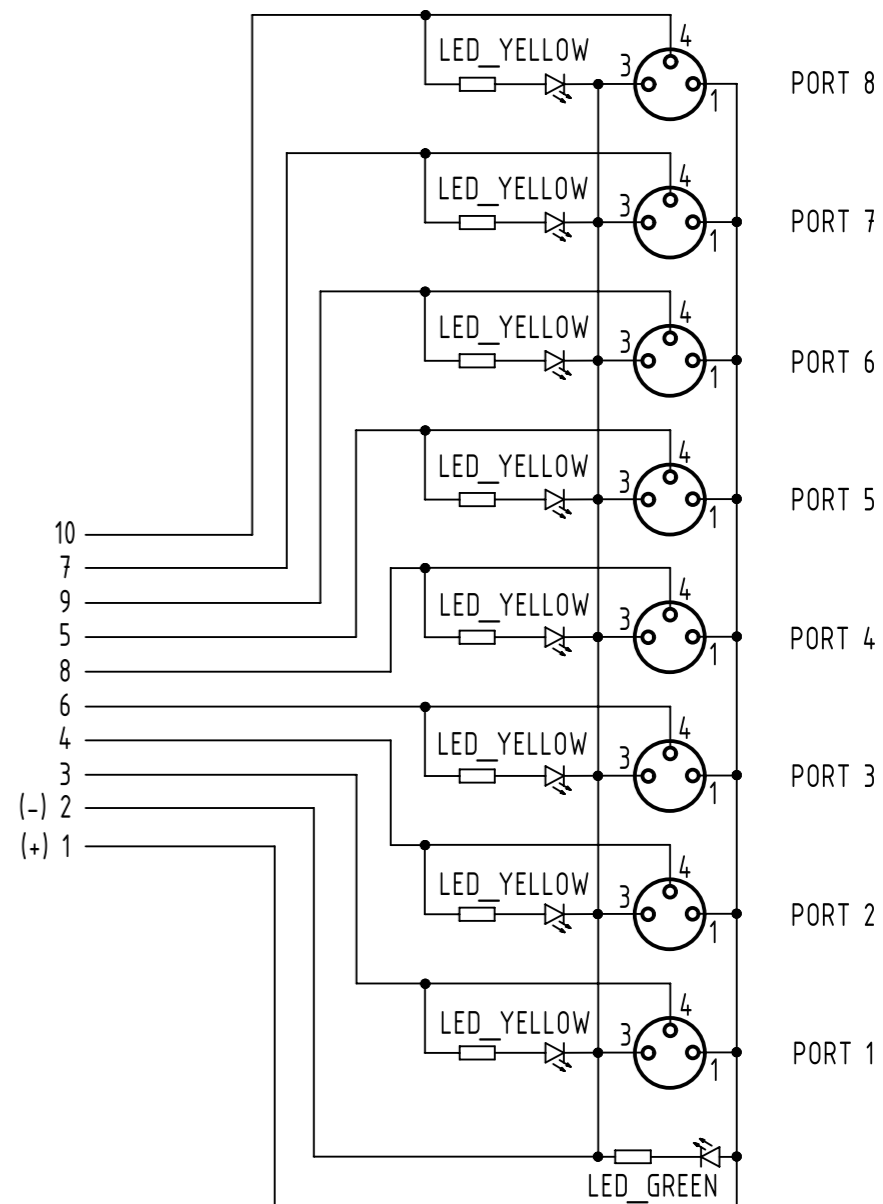 4
LED_YELLOW
3
1
PORT 8
4
LED_YELLOW
3
1
PORT 7
4
LED_YELLOW
3
1
PORT 6
4
LED_YELLOW
3
1
PORT 5
10
7
9
5
8
6
4
3
(-) 2
(+) 1
4
LED_YELLOW
3
1
PORT 4
4
LED_YELLOW
3
1
PORT 3
4
LED_YELLOW
3
1
PORT 2
4
LED_YELLOW
3
1
PORT 1
LED_GREEN